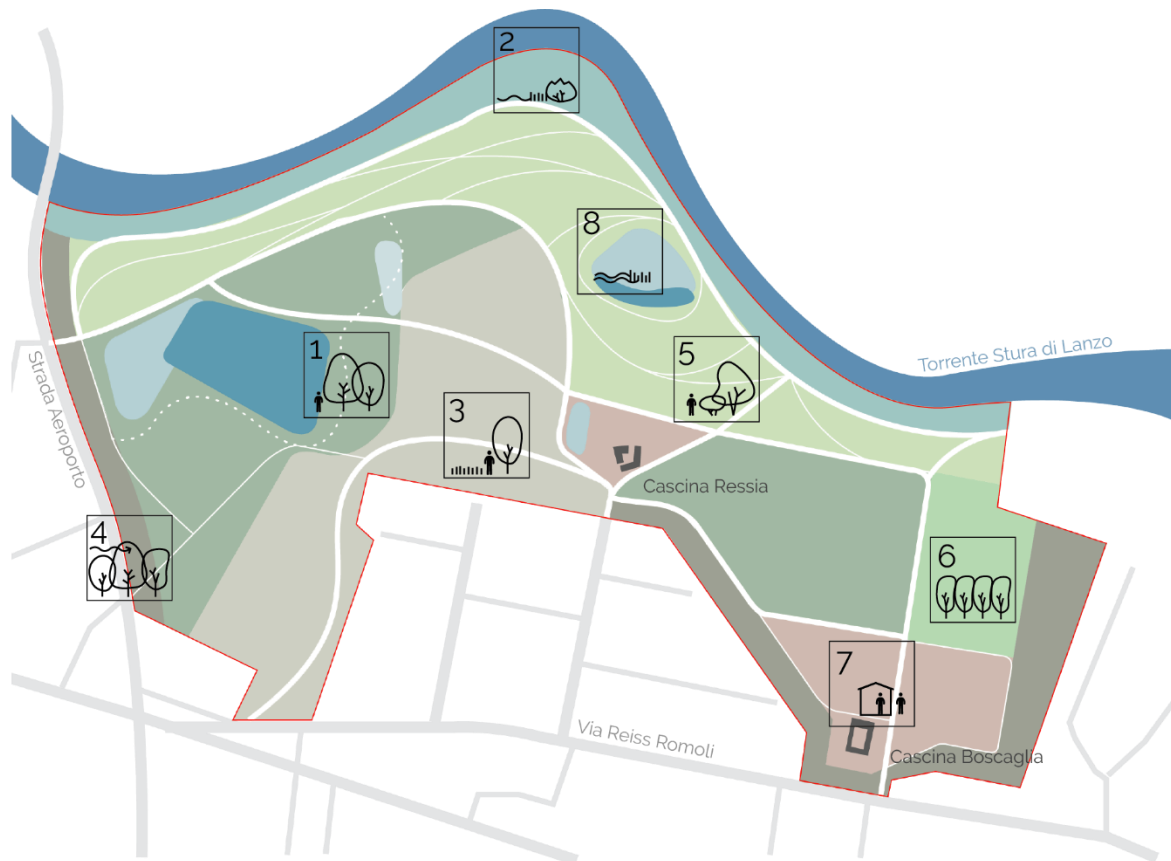 2
8
Torrente Stura di Lanzo
1
5
Strada Aeroporto
3
Cascina Ressia
4
6
7
Via Reiss Romoli
Cascina Boscaglia